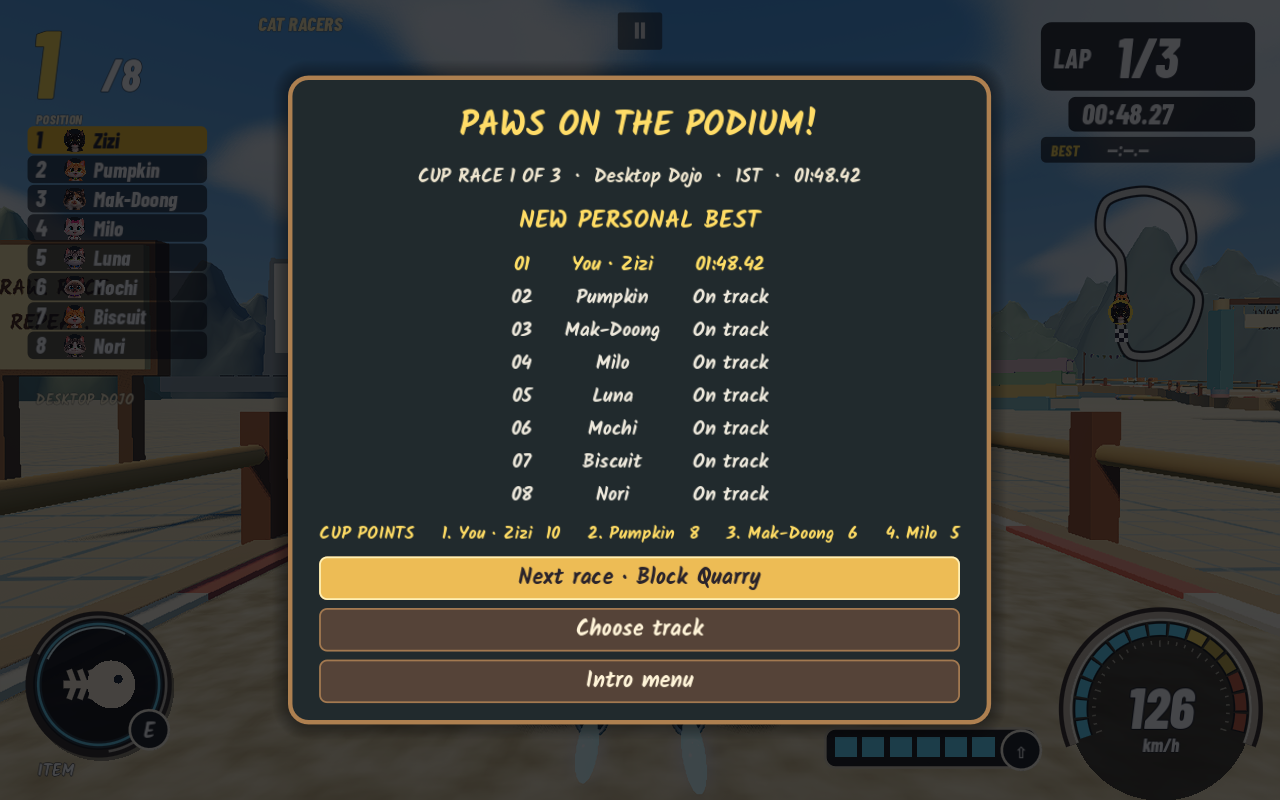 CAT RACERS
1 /8
POSITION
1 Zizi
2 Pumpkin
3 Mak-Doong
4 Milo
5 Luna
6 Mochi
7 Biscuit
8 Nori
DESKTOP DOJO
LAP 1/3
00:48.27
BEST --:--.--
PAWS ON THE PODIUM!
CUP RACE 1 OF 3 · Desktop Dojo · 1ST · 01:48.42
NEW PERSONAL BEST
01 You · Zizi 01:48.42
02 Pumpkin On track
03 Mak-Doong On track
04 Milo On track
05 Luna On track
06 Mochi On track
07 Biscuit On track
08 Nori On track
CUP POINTS 1. You · Zizi 10 2. Pumpkin 8 3. Mak-Doong 6 4. Milo 5
Next race · Block Quarry
Choose track
Intro menu
E
ITEM
126
km/h